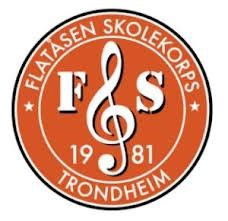 FLATÅSEN SKOLEKORPS
F S
19 81
TRONDHEIM